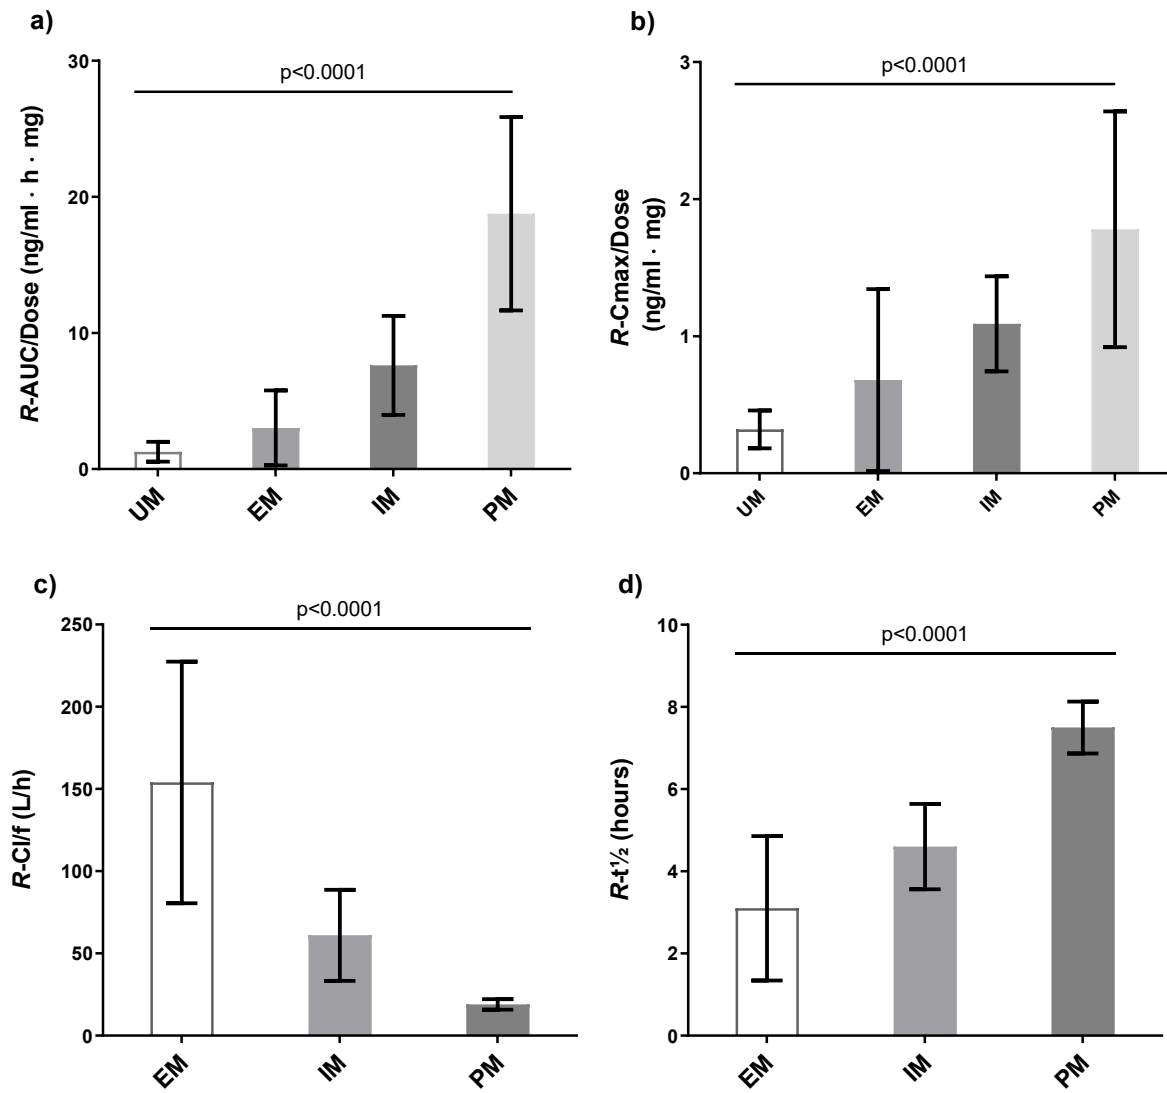 a)
p<0.0001
R-AUC/Dose (ng/ml · h · mg)
30
20
10
0
UM
EM
IM
PM
b)
p<0.0001
R-Cmax/Dose
(ng/ml · mg)
3
2
1
0
UM
EM
IM
PM
c)
p<0.0001
R-Cl/f (L/h)
250
200
150
100
50
0
EM
IM
PM
d)
p<0.0001
R-t½ (hours)
10
8
6
4
2
0
EM
IM
PM